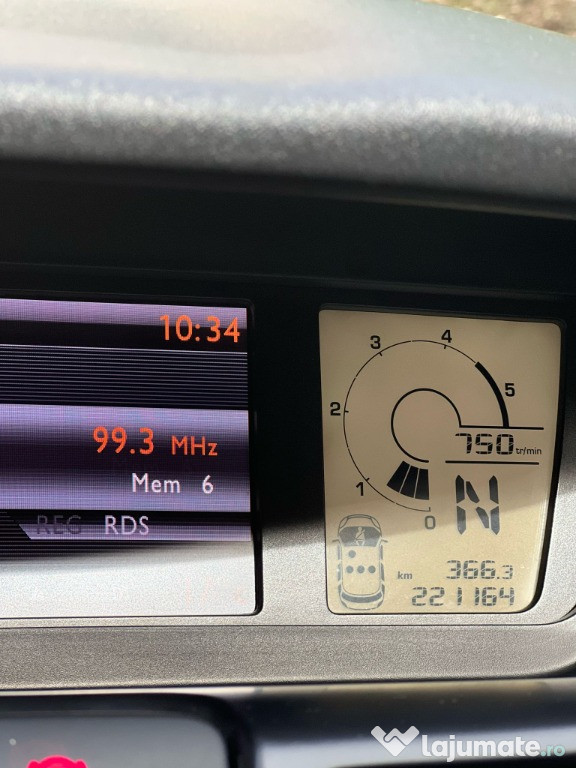 10:34
99.3 MHz
Mem 6
REG RDS
3
4
2
5
1
0
750 tr/min
N
km 366.3
221164
lajumate.ro